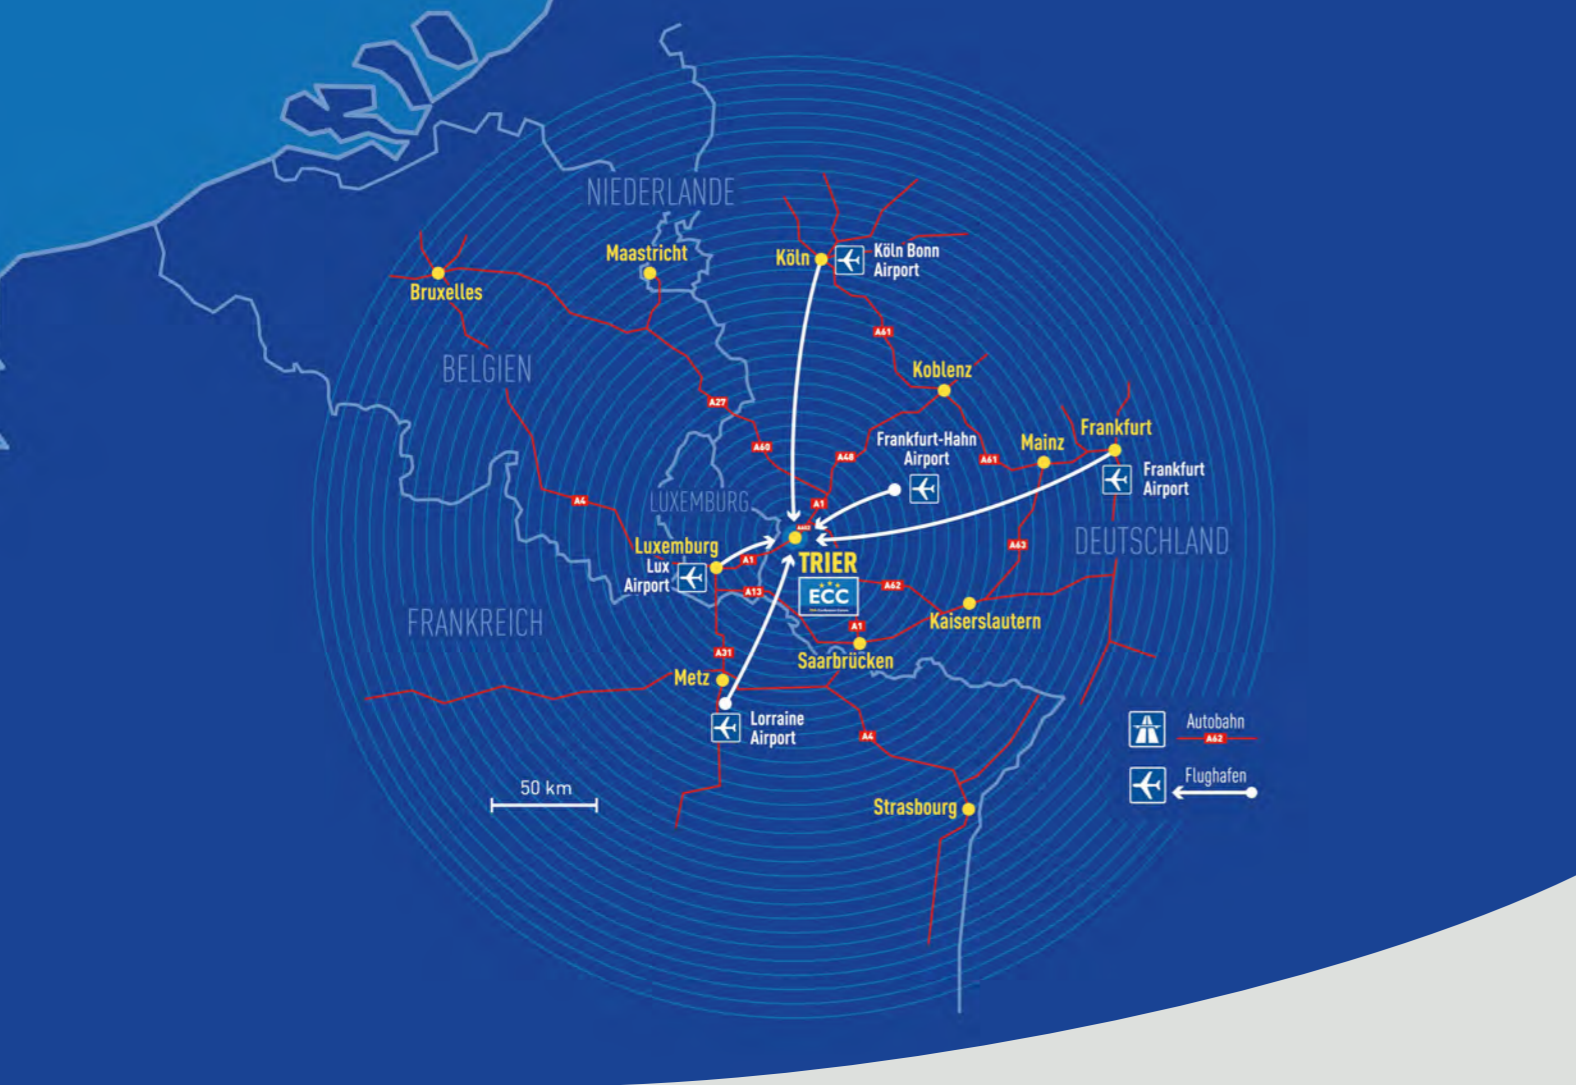 NIEDERLANDE
Maastricht
Köln
Köln Bonn
Airport
Bruxelles
A61
BELGIEN
Koblenz
A27
Frankfurt
A60
Frankfurt-Hahn
Airport
Mainz
A48
A61
Frankfurt
Airport
LUXEMBURG
A4
A1
DEUTSCHLAND
Luxemburg
Lux
Airport
A1
TRIER
A63
A13
ECC
A62
FRANKREICH
A1
Kaiserslautern
A31
Saarbrücken
Metz
Lorraine
Airport
A4
Autobahn
A62
50 km
Flughafen
Strasbourg